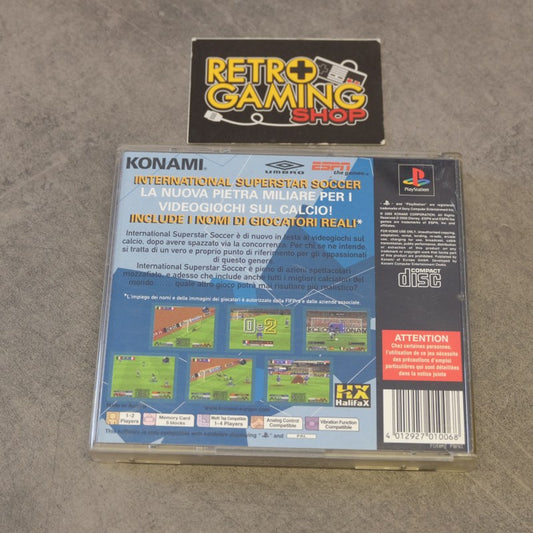 RETRO
GAMING
SHOP
KONAMI
UMBRO
ESPN
the games
PlayStation
INTERNATIONAL SUPERSTAR SOCCER
LA NUOVA PIETRA MILIARE PER I
VIDEOGIOCHI SUL CALCIO!
INCLUDE I NOMI DI GIOCATORI REALI*
International Superstar Soccer è di nuovo in testa ai videogiochi sul
calcio, dopo avere spazzato via la concorrenza. Per chi se ne intende,
si tratta di un vero e proprio punto di riferimento per gli appassionati
di questo genere.
International Superstar Soccer è pieno di azioni spettacolari
mozzafiato, e adesso che include anche tutti i migliori calciatori del
mondo quale altro gioco potrà mai risultare più realistico?
L'impiego dei nomi e delle immagini dei giocatori è autorizzato dalla FIFPro e dalle aziende associate.
0-2
COMPACT
disc
ATTENTION
Chez certaines personnes,
l'utilisation de ce jeu nécessite
des précautions d'emploi
particulières qui sont détaillées
dans la notice jointe
HX
HalifaX
1-2
Players
Memory Card
Blocks
Multi Tap Compatible
1-4 Players
Analog Control
Compatible
Vibration Function
Compatible
4 012927 010068